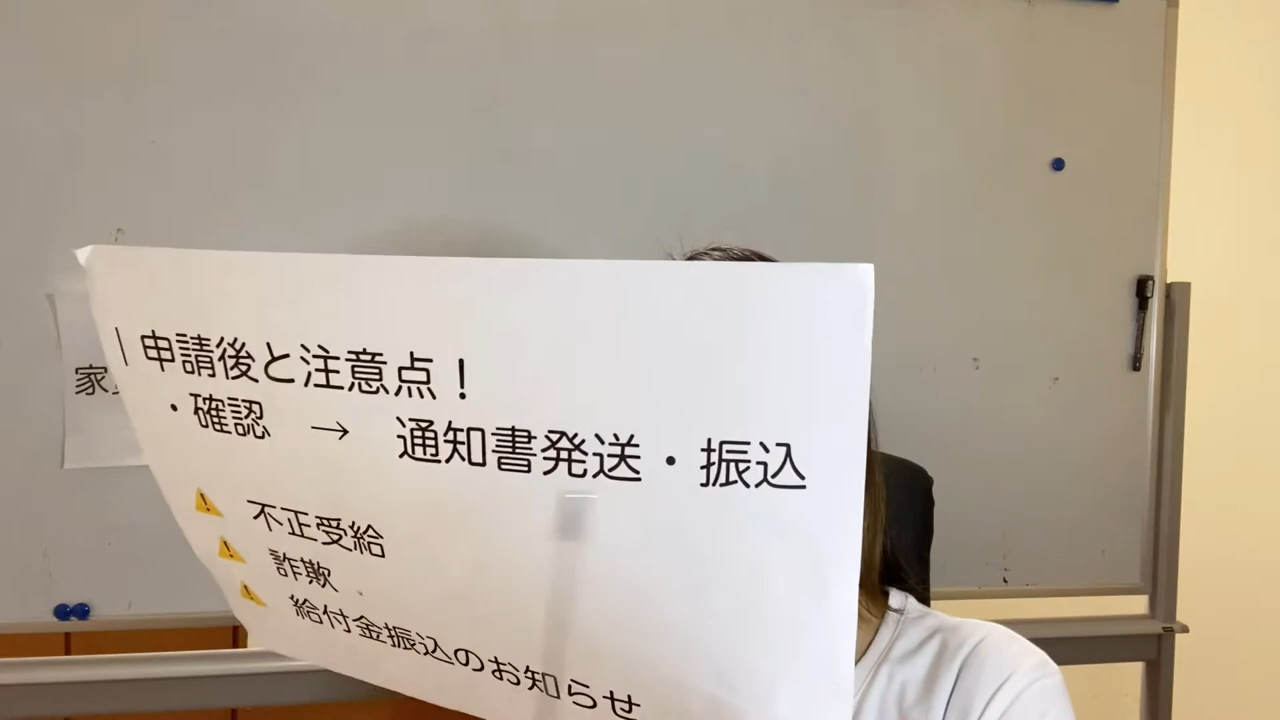 ｜申請後と注意点！
・確認　→　通知書発送・振込
⚠ 不正受給
⚠ 詐欺
⚠ 給付金振込のお知らせ
家